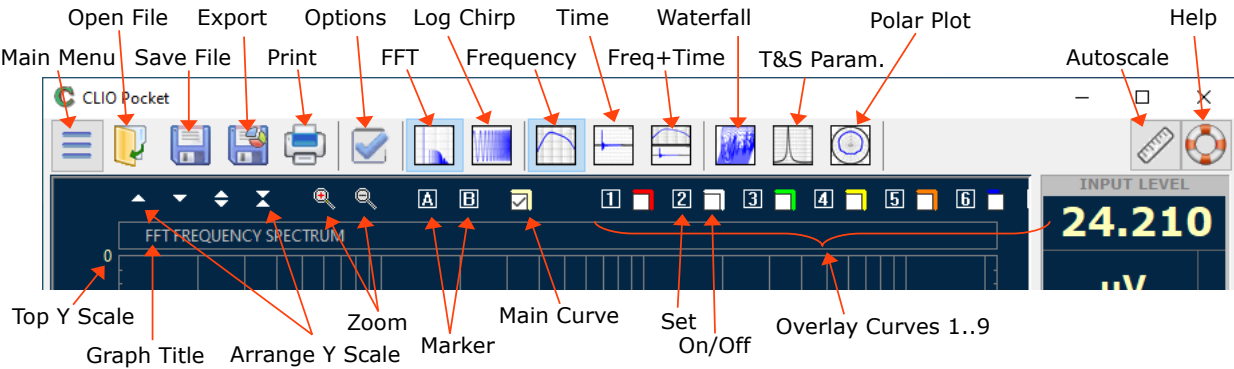 Open File Export Options Log Chirp Time Waterfall Polar Plot Help
Main Menu Save File Print FFT Frequency Freq+Time T&S Param. Autoscale
CLIO Pocket
INPUT LEVEL
A B 1 2 3 4 5 6
24.210
FFT FREQUENCY SPECTRUM
0
µV
Top Y Scale Zoom Main Curve Set Overlay Curves 1..9
Graph Title Arrange Y Scale Marker On/Off